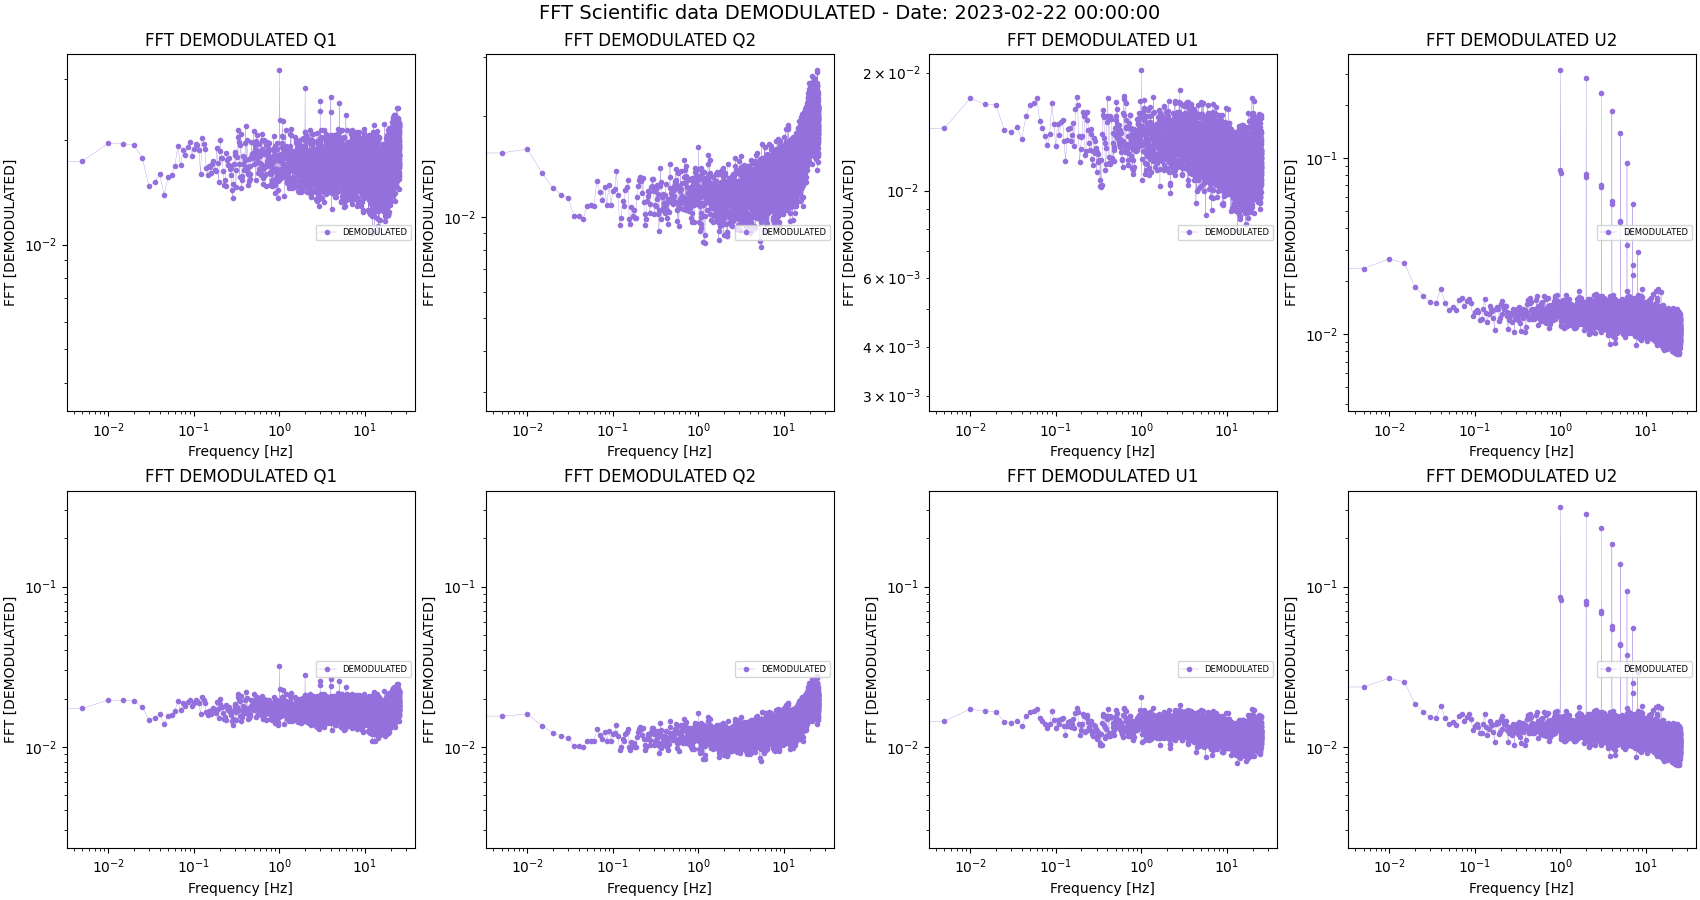 FFT Scientific data DEMODULATED - Date: 2023-02-22 00:00:00
FFT DEMODULATED Q1
FFT [DEMODULATED]
10⁻²
DEMODULATED
10⁻² 10⁻¹ 10⁰ 10¹
Frequency [Hz]
FFT DEMODULATED Q2
FFT [DEMODULATED]
10⁻²
DEMODULATED
10⁻² 10⁻¹ 10⁰ 10¹
Frequency [Hz]
FFT DEMODULATED U1
FFT [DEMODULATED]
2 × 10⁻²
10⁻²
6 × 10⁻³
4 × 10⁻³
3 × 10⁻³
DEMODULATED
10⁻² 10⁻¹ 10⁰ 10¹
Frequency [Hz]
FFT DEMODULATED U2
FFT [DEMODULATED]
10⁻¹
10⁻²
DEMODULATED
10⁻² 10⁻¹ 10⁰ 10¹
Frequency [Hz]
FFT DEMODULATED Q1
FFT [DEMODULATED]
10⁻¹
10⁻²
DEMODULATED
10⁻² 10⁻¹ 10⁰ 10¹
Frequency [Hz]
FFT DEMODULATED Q2
FFT [DEMODULATED]
10⁻¹
10⁻²
DEMODULATED
10⁻² 10⁻¹ 10⁰ 10¹
Frequency [Hz]
FFT DEMODULATED U1
FFT [DEMODULATED]
10⁻¹
10⁻²
DEMODULATED
10⁻² 10⁻¹ 10⁰ 10¹
Frequency [Hz]
FFT DEMODULATED U2
FFT [DEMODULATED]
10⁻¹
10⁻²
DEMODULATED
10⁻² 10⁻¹ 10⁰ 10¹
Frequency [Hz]